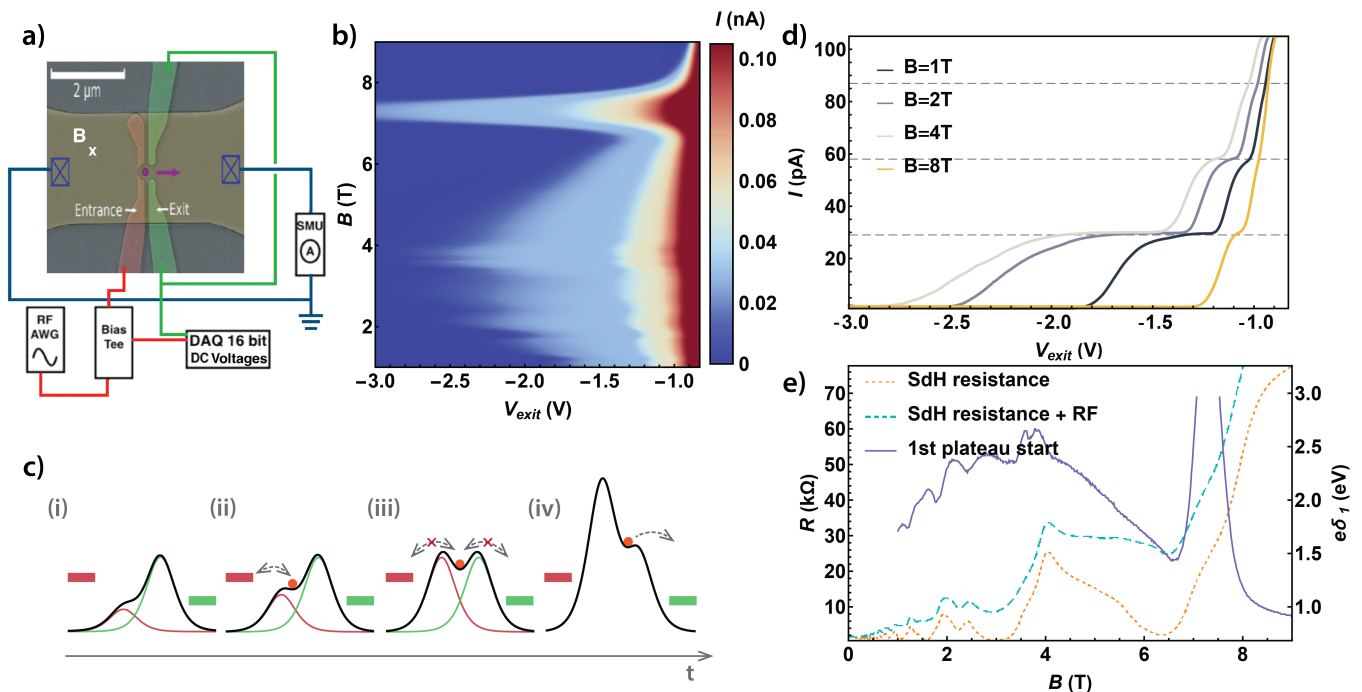 a)
2 μm
B
x
Entrance
Exit
SMU
A
RF
AWG
Bias
Tee
DAQ 16 bit
DC Voltages
b)
I (nA)
8
6
4
2
B (T)
-3.0
-2.5
-2.0
-1.5
-1.0
V_exit (V)
0.10
0.08
0.06
0.04
0.02
0
c)
(i)
(ii)
(iii)
(iv)
t
d)
B=1T
B=2T
B=4T
B=8T
100
80
60
40
20
I (pA)
-3.0
-2.5
-2.0
-1.5
-1.0
V_exit (V)
e)
SdH resistance
SdH resistance + RF
1st plateau start
70
60
50
40
30
20
10
R (kΩ)
0
2
4
6
8
B (T)
3.0
2.5
2.0
1.5
1.0
eδ_1 (eV)